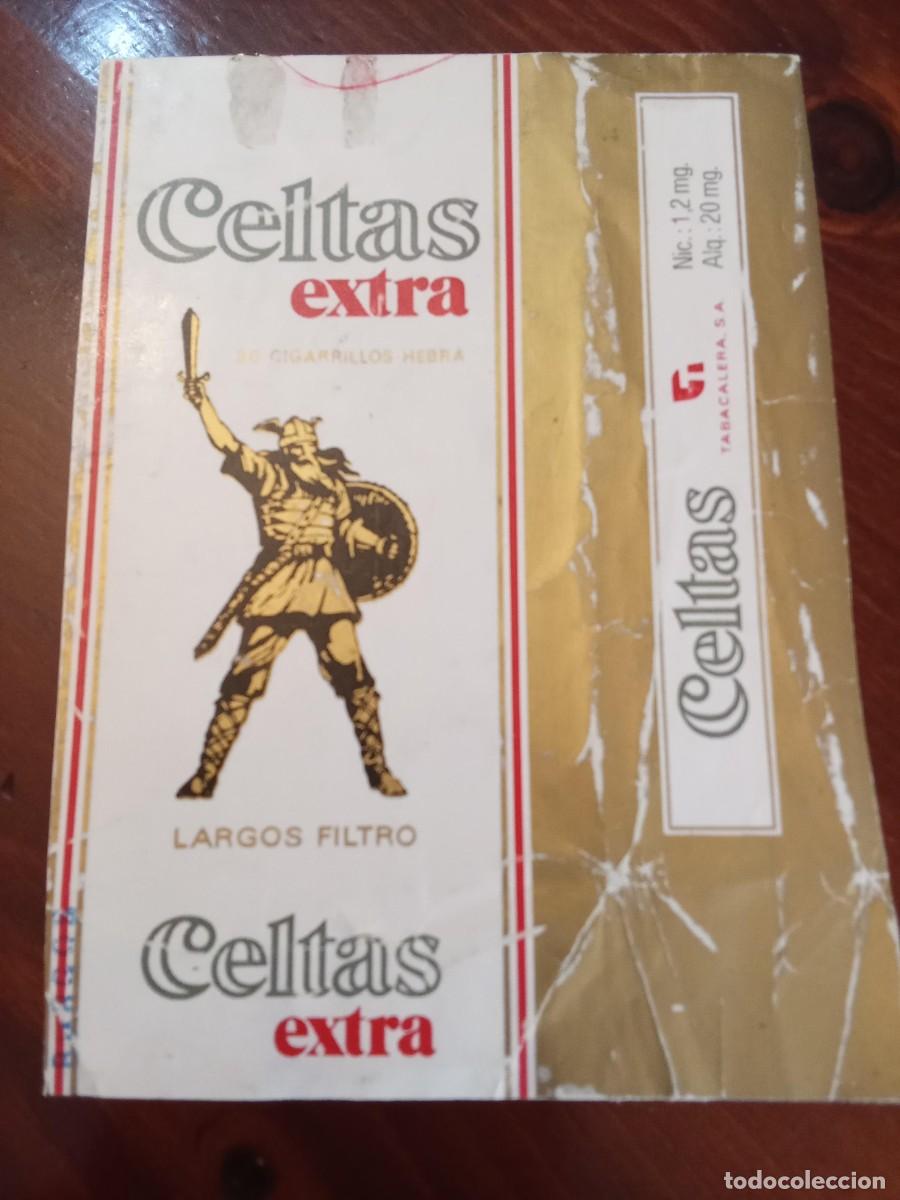 Celtas
extra
20 CIGARRILLOS HEBRA
LARGOS FILTRO
Celtas
extra
Celtas
TABACALERA, S.A
Nic.: 1,2 mg.
Alq.: 20 mg.
todocoleccion